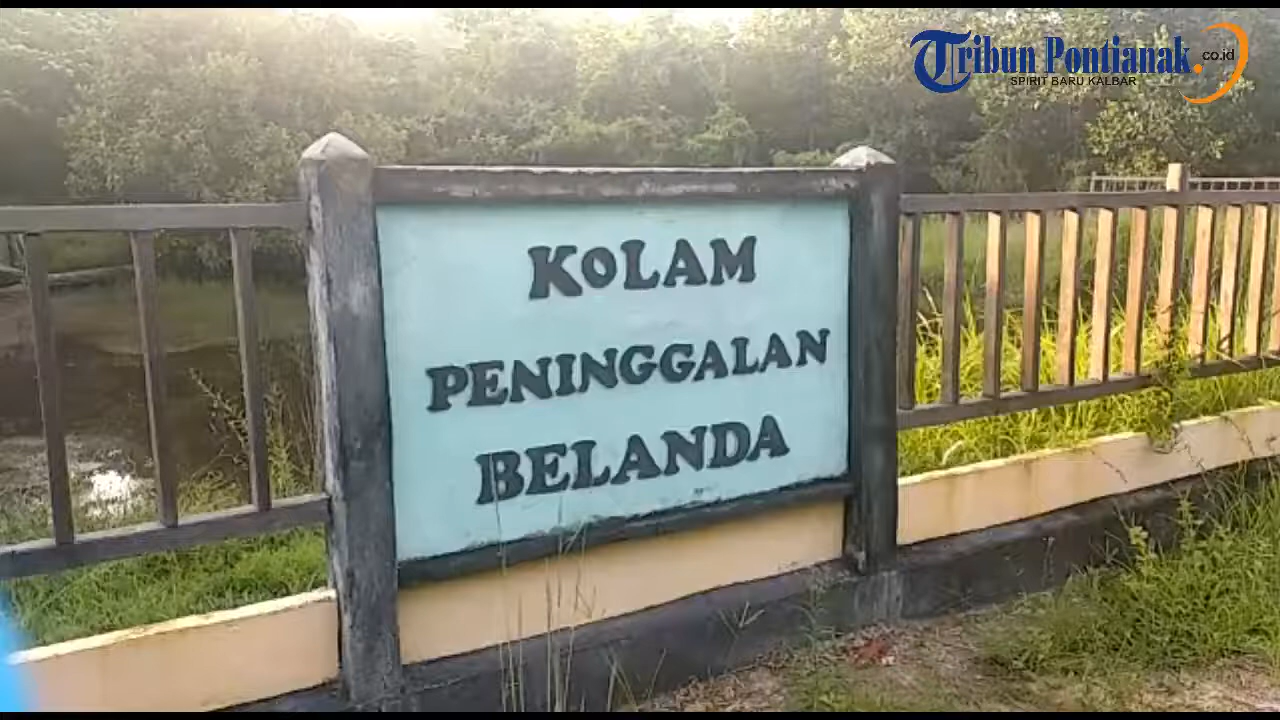 Tribun Pontianak.co.id
SPIRIT BARU KALBAR
KOLAM
PENINGGALAN
BELANDA